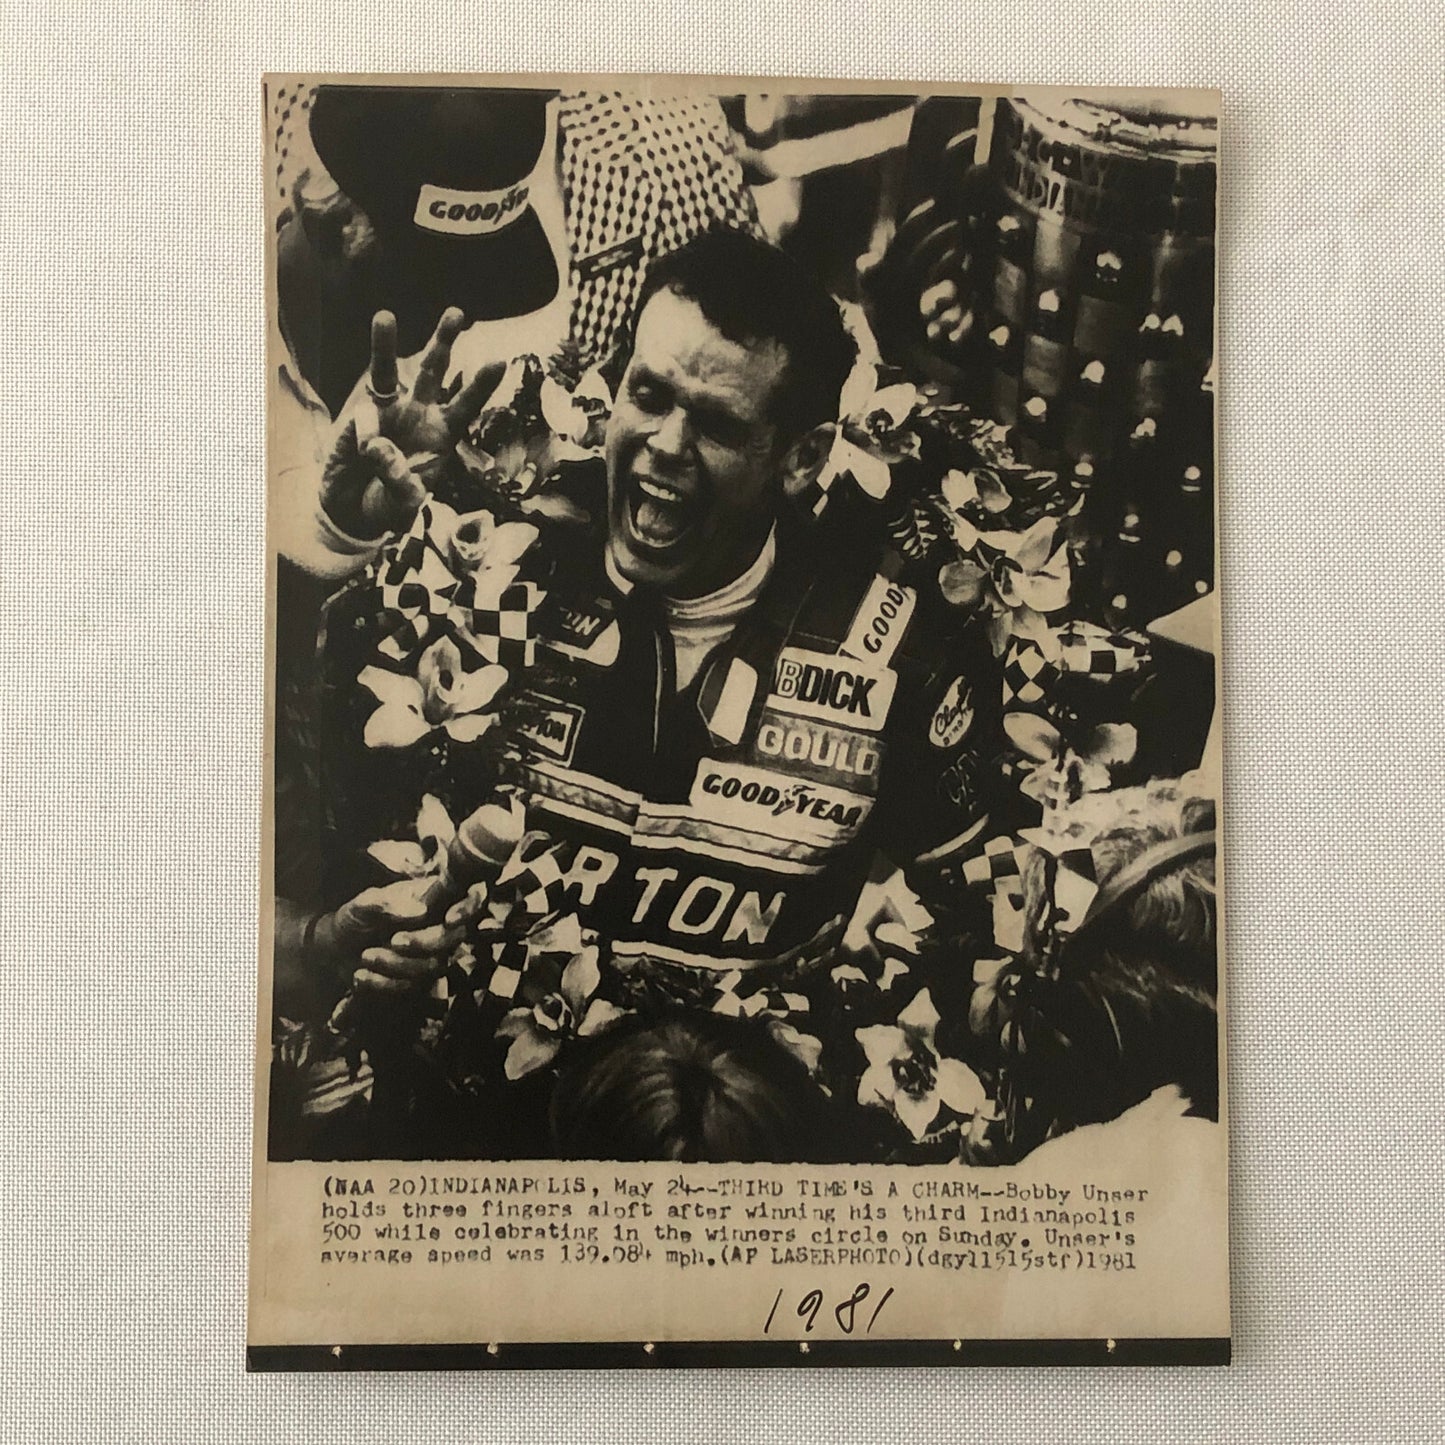 GOOD
GOOD
BDICK
GOULD
GOODYEAR
RTON
(NAA 20)INDIANAPOLIS, May 24--THIRD TIME'S A CHARM--Bobby Unser
holds three fingers aloft after winning his third Indianapolis
500 while celebrating in the winners circle on Sunday. Unser's
average speed was 139.084 mph.(AP LASERPHOTO)(dgyl1515stf)1981
1981